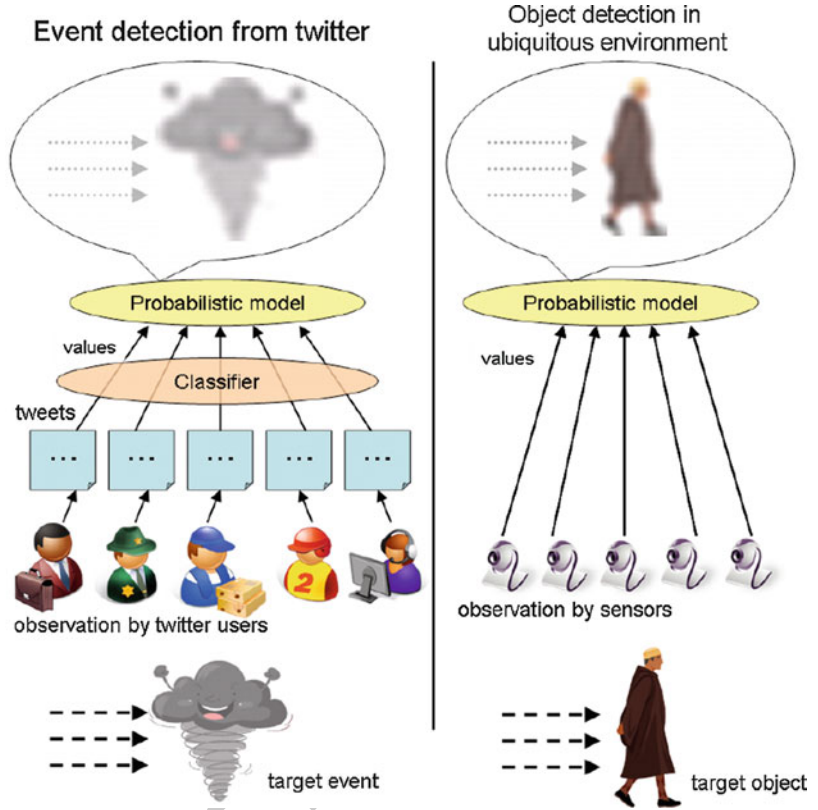 Event detection from twitter
Probabilistic model
values
Classifier
tweets
...
...
...
...
...
2
observation by twitter users
target event
Object detection in
ubiquitous environment
Probabilistic model
values
observation by sensors
target object